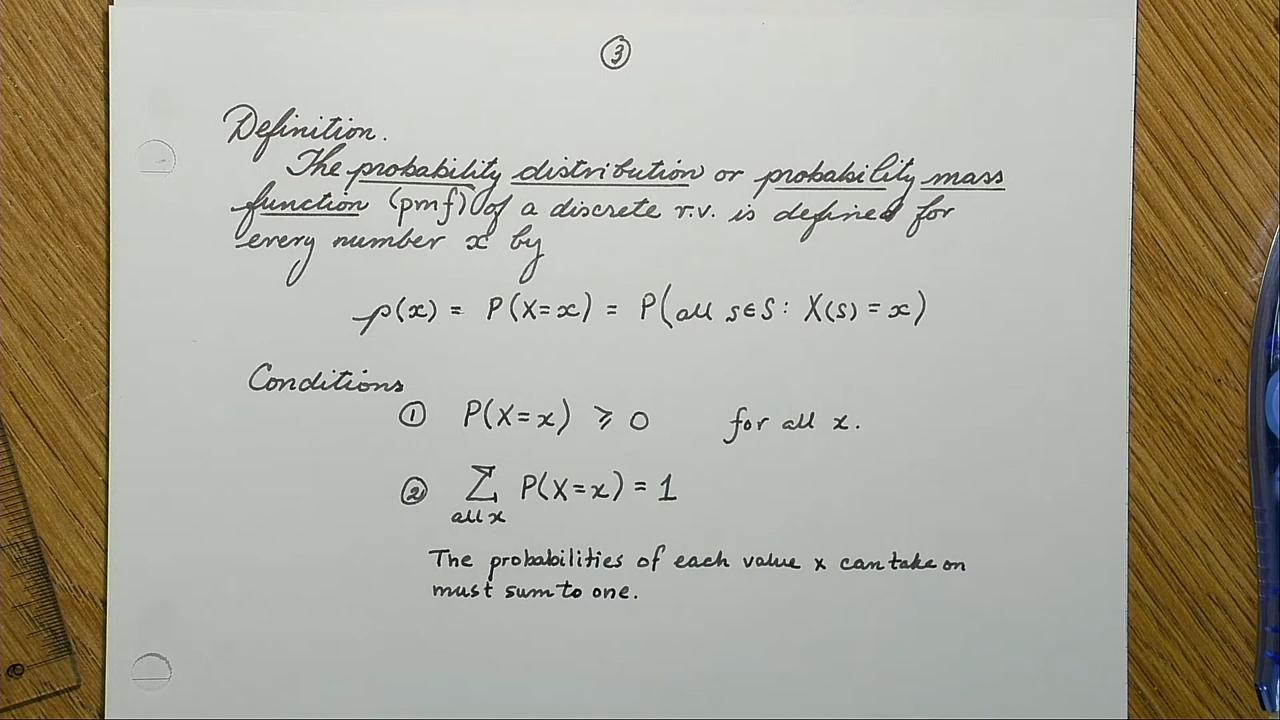 ③
Definition.
The probability distribution or probability mass
function (pmf) of a discrete r.v. is defined for
every number x by
p(x) = P(X=x) = P(all s∈S: X(s) = x)
Conditions
① P(X=x) ≥ 0 for all x.
② ∑ P(X=x) = 1
all x
The probabilities of each value x can take on
must sum to one.